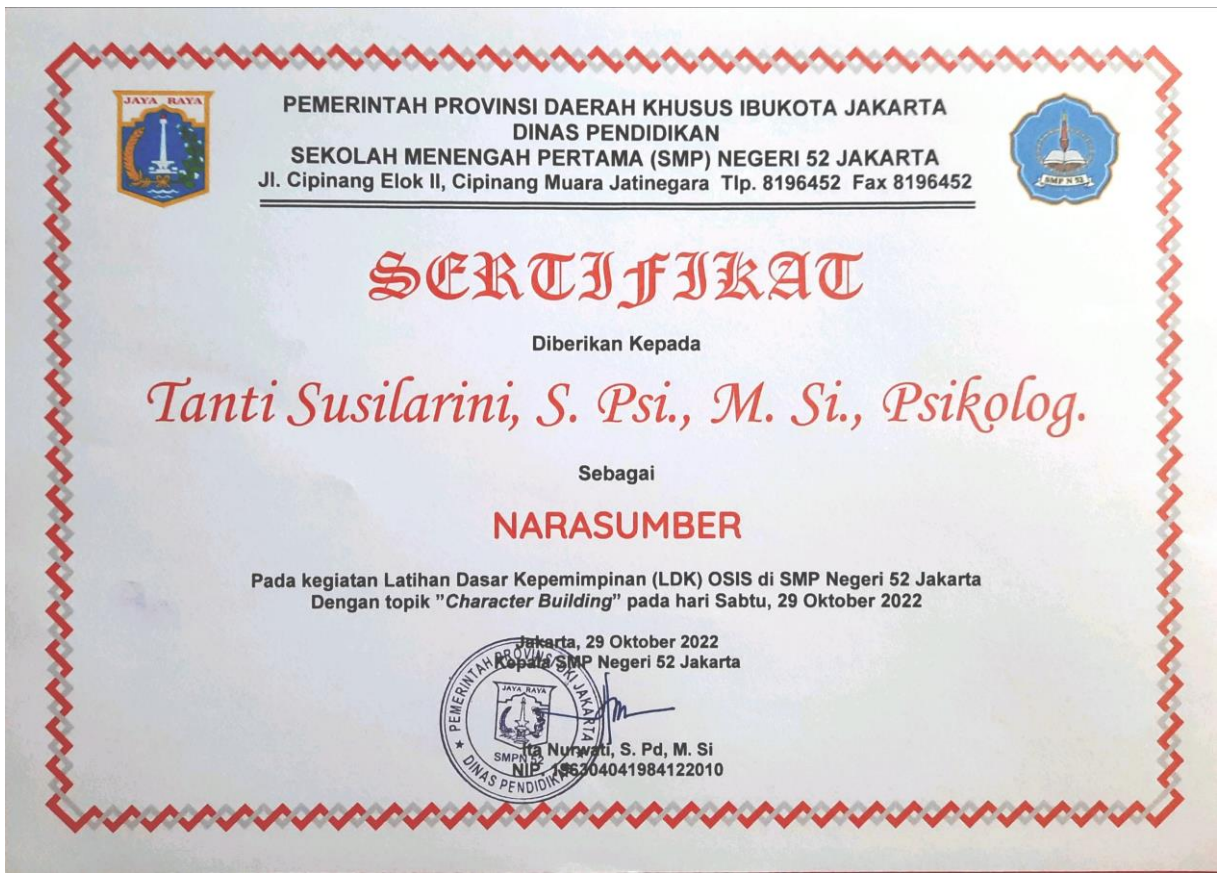 JAYA RAYA
PEMERINTAH PROVINSI DAERAH KHUSUS IBUKOTA JAKARTA
DINAS PENDIDIKAN
SEKOLAH MENENGAH PERTAMA (SMP) NEGERI 52 JAKARTA
Jl. Cipinang Elok II, Cipinang Muara Jatinegara Tlp. 8196452 Fax 8196452
SMP N 52
SERTIFIKAT
Diberikan Kepada
Tanti Susilarini, S. Psi., M. Si., Psikolog.
Sebagai
NARASUMBER
Pada kegiatan Latihan Dasar Kepemimpinan (LDK) OSIS di SMP Negeri 52 Jakarta
Dengan topik "Character Building" pada hari Sabtu, 29 Oktober 2022
Jakarta, 29 Oktober 2022
Kepala SMP Negeri 52 Jakarta
PEMERINTAH PROVINSI DKI JAKARTA
JAYA RAYA
SMPN 52
DINAS PENDIDIKAN
Ita Nurwati, S. Pd, M. Si
NIP. 196304041984122010